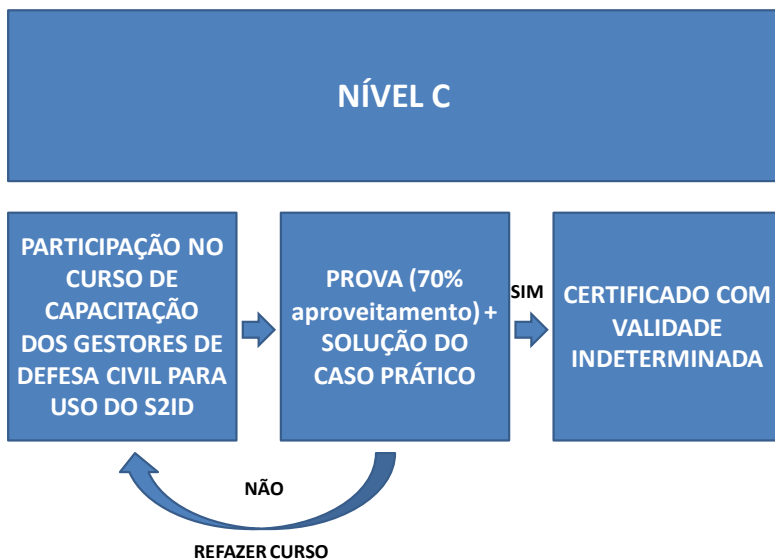 NÍVEL C
PARTICIPAÇÃO NO
CURSO DE
CAPACITAÇÃO
DOS GESTORES DE
DEFESA CIVIL PARA
USO DO S2ID
PROVA (70%
aproveitamento) +
SOLUÇÃO DO
CASO PRÁTICO
SIM
CERTIFICADO COM
VALIDADE
INDETERMINADA
NÃO
REFAZER CURSO